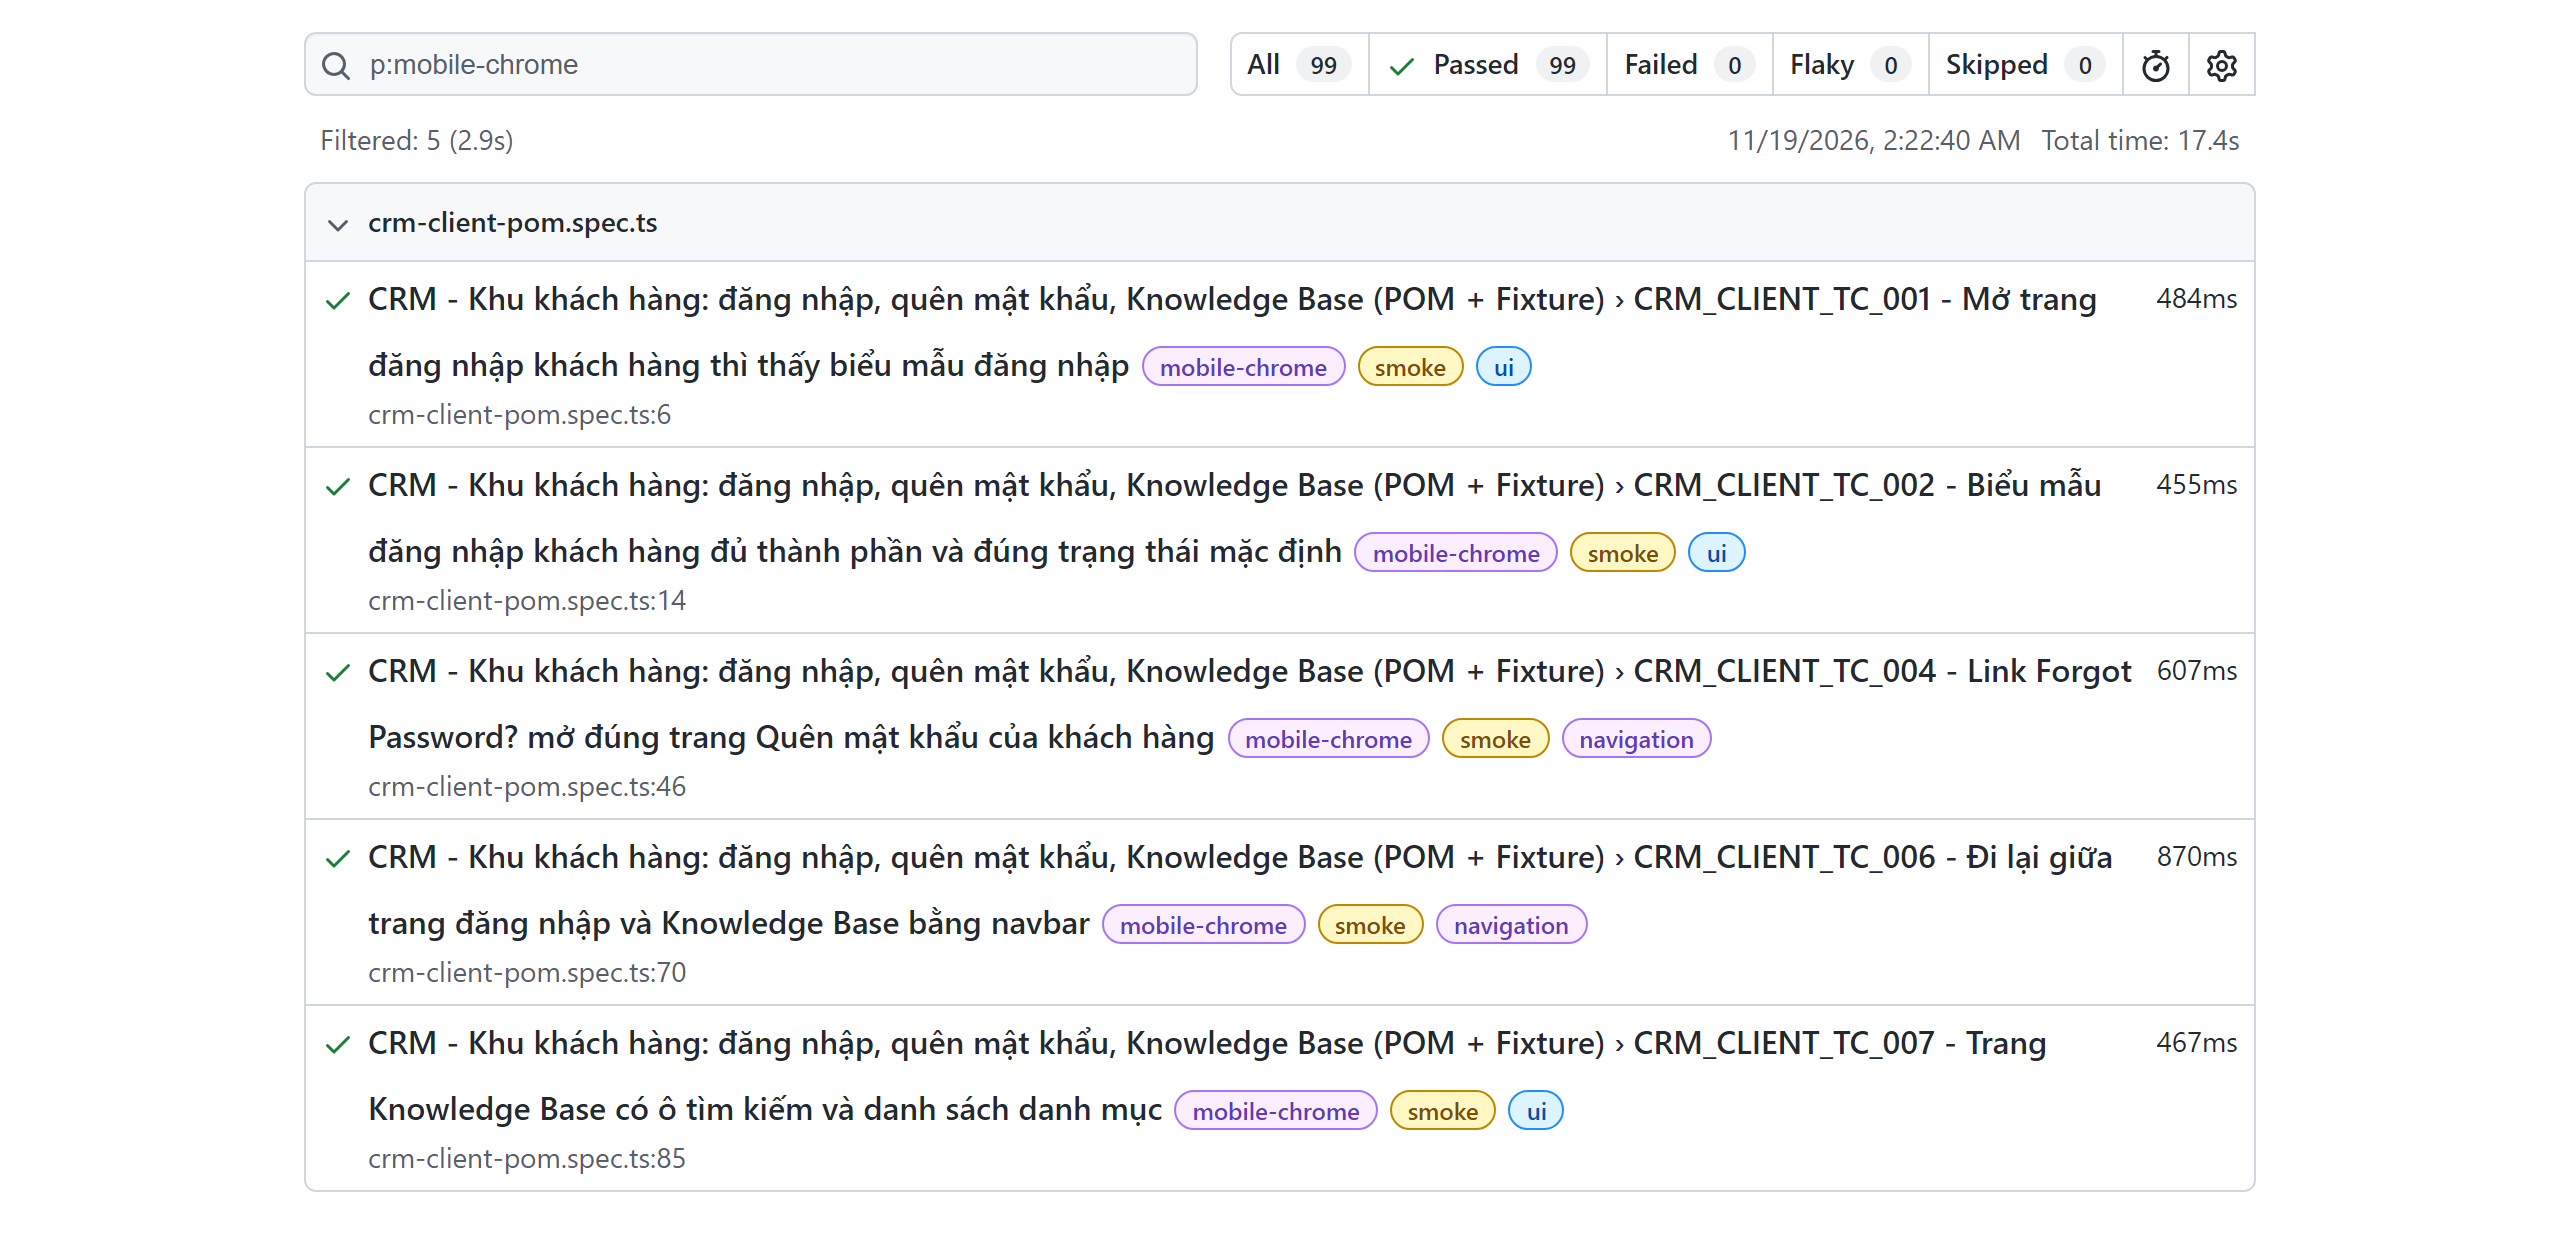 p:mobile-chrome
All 99 Passed 99 Failed 0 Flaky 0 Skipped 0
Filtered: 5 (2.9s) 11/19/2026, 2:22:40 AM Total time: 17.4s
crm-client-pom.spec.ts
CRM - Khu khách hàng: đăng nhập, quên mật khẩu, Knowledge Base (POM + Fixture) › CRM_CLIENT_TC_001 - Mở trang 484ms
đăng nhập khách hàng thì thấy biểu mẫu đăng nhập mobile-chrome smoke ui
crm-client-pom.spec.ts:6
CRM - Khu khách hàng: đăng nhập, quên mật khẩu, Knowledge Base (POM + Fixture) › CRM_CLIENT_TC_002 - Biểu mẫu 455ms
đăng nhập khách hàng đủ thành phần và đúng trạng thái mặc định mobile-chrome smoke ui
crm-client-pom.spec.ts:14
CRM - Khu khách hàng: đăng nhập, quên mật khẩu, Knowledge Base (POM + Fixture) › CRM_CLIENT_TC_004 - Link Forgot 607ms
Password? mở đúng trang Quên mật khẩu của khách hàng mobile-chrome smoke navigation
crm-client-pom.spec.ts:46
CRM - Khu khách hàng: đăng nhập, quên mật khẩu, Knowledge Base (POM + Fixture) › CRM_CLIENT_TC_006 - Đi lại giữa 870ms
trang đăng nhập và Knowledge Base bằng navbar mobile-chrome smoke navigation
crm-client-pom.spec.ts:70
CRM - Khu khách hàng: đăng nhập, quên mật khẩu, Knowledge Base (POM + Fixture) › CRM_CLIENT_TC_007 - Trang 467ms
Knowledge Base có ô tìm kiếm và danh sách danh mục mobile-chrome smoke ui
crm-client-pom.spec.ts:85